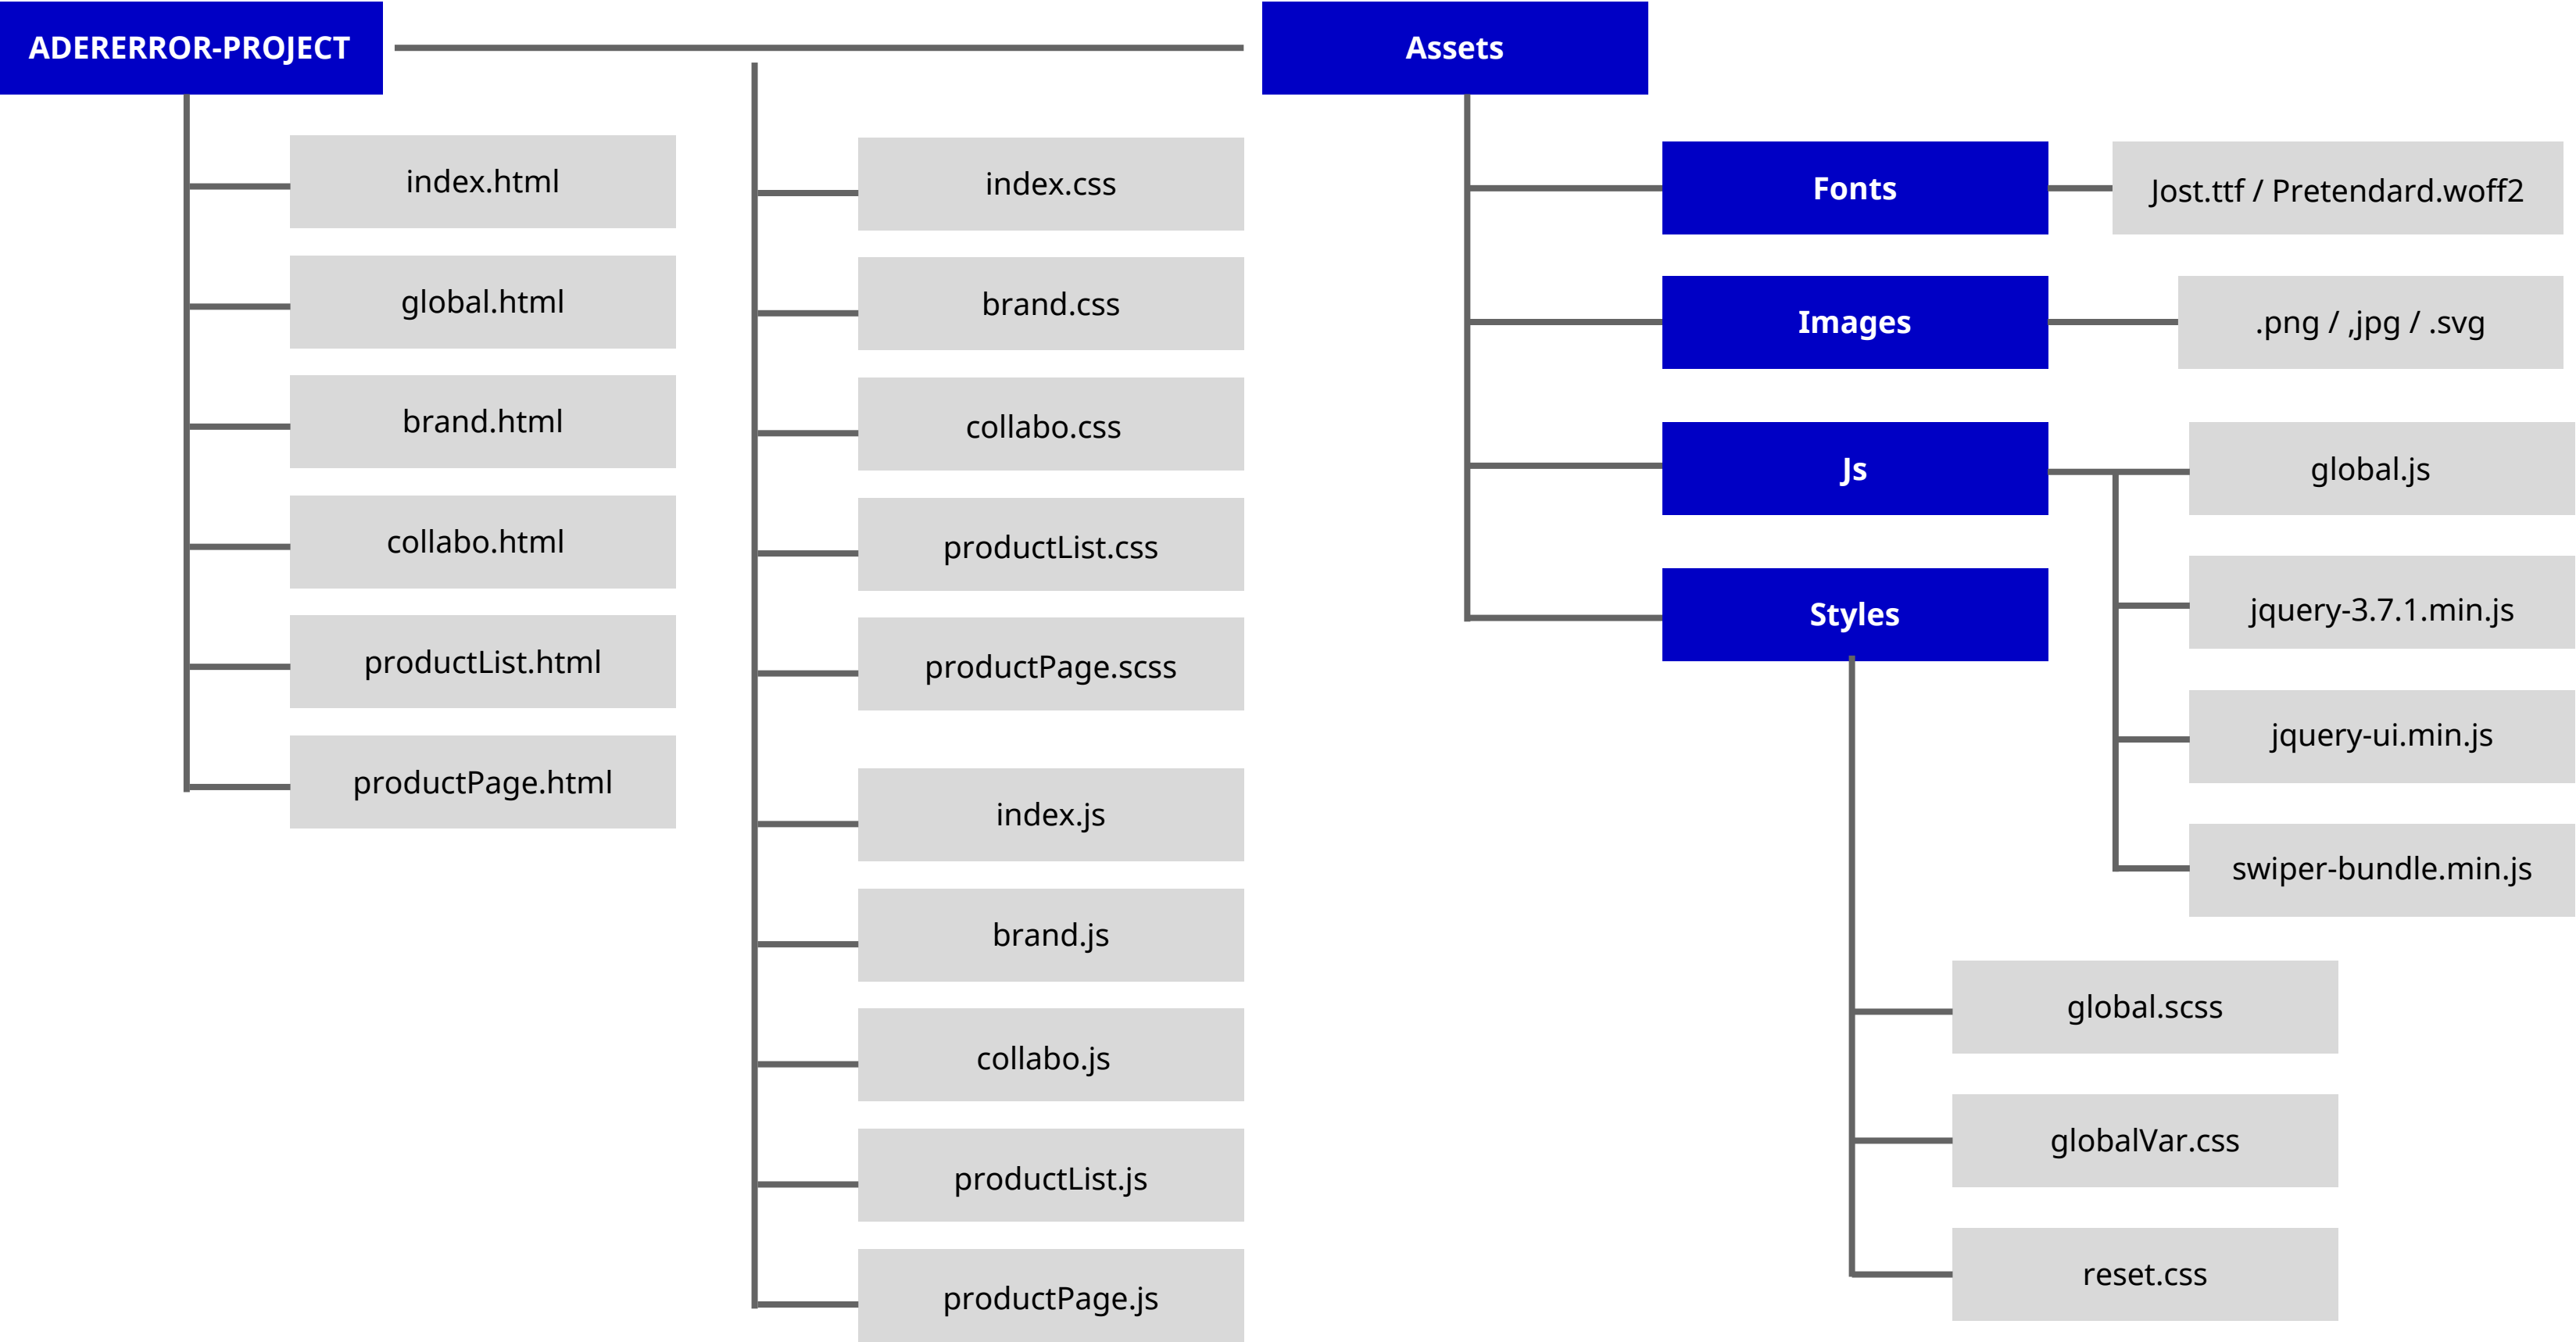 ADERERROR-PROJECT
index.html
global.html
brand.html
collabo.html
productList.html
productPage.html
index.css
brand.css
collabo.css
productList.css
productPage.scss
index.js
brand.js
collabo.js
productList.js
productPage.js
Assets
Fonts
Jost.ttf / Pretendard.woff2
Images
.png / ,jpg / .svg
Js
global.js
jquery-3.7.1.min.js
jquery-ui.min.js
swiper-bundle.min.js
Styles
global.scss
globalVar.css
reset.css